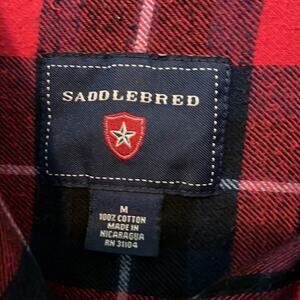 SADDLEBRED
M
100% COTTON
MADE IN
NICARAGUA
RN 31104